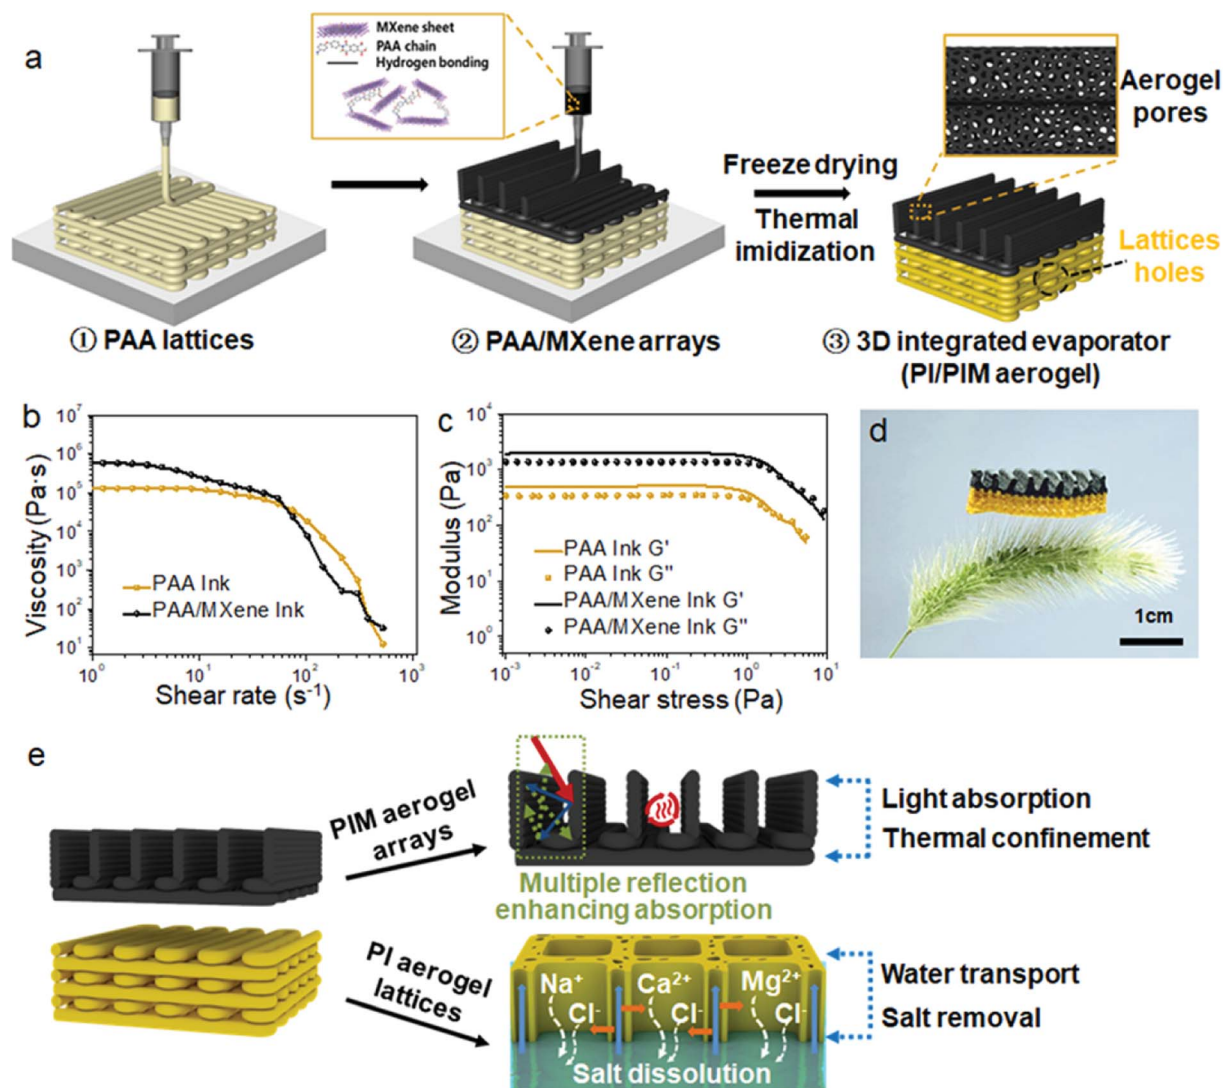 a
MXene sheet
PAA chain
Hydrogen bonding
① PAA lattices
② PAA/MXene arrays
Freeze drying
Thermal
imidization
Aerogel
pores
Lattices
holes
③ 3D integrated evaporator
(PI/PIM aerogel)
b
Viscosity (Pa·s)
10⁷
10⁶
10⁵
10⁴
10³
10²
10¹
PAA Ink
PAA/MXene Ink
10⁰ 10¹ 10² 10³
Shear rate (s⁻¹)
c
Modulus (Pa)
10⁴
10³
10²
10¹
10⁰
PAA Ink G'
PAA Ink G"
PAA/MXene Ink G'
PAA/MXene Ink G"
10⁻³ 10⁻² 10⁻¹ 10⁰ 10¹
Shear stress (Pa)
d
1cm
e
PIM aerogel
arrays
Multiple reflection
enhancing absorption
Light absorption
Thermal confinement
PI aerogel
lattices
Na⁺ Ca²⁺ Mg²⁺
Cl⁻ Cl⁻ Cl⁻
Salt dissolution
Water transport
Salt removal